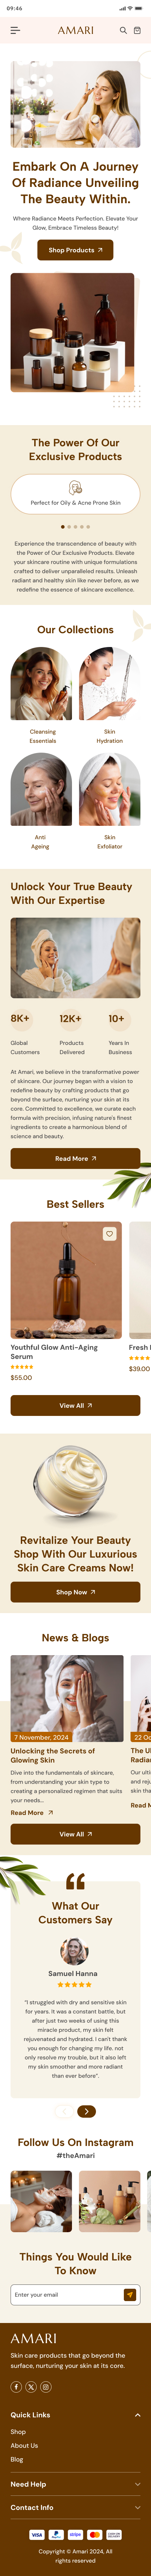 09:46
AMARI
Embark On A Journey
Of Radiance Unveiling
The Beauty Within.
Where Radiance Meets Perfection. Elevate Your
Glow, Embrace Timeless Beauty!
Shop Products
The Power Of Our
Exclusive Products
Perfect for Oily & Acne Prone Skin
Experience the transcendence of beauty with
the Power of Our Exclusive Products. Elevate
your skincare routine with unique formulations
crafted to deliver unparalleled results. Unleash
radiant and healthy skin like never before, as we
redefine the essence of skincare excellence.
Our Collections
Cleansing
Essentials
Skin
Hydration
Anti
Ageing
Skin
Exfoliator
Unlock Your True Beauty
With Our Expertise
8K+
12K+
10+
Global
Customers
Products
Delivered
Years in
Business
At Amari, we believe in the transformative power
of skincare. Our journey began with a vision to
redefine beauty by crafting products that go
beyond the surface, nurturing your skin at its
core. Committed to excellence, we curate each
formula with precision, infusing nature's finest
ingredients to create a harmonious blend of
science and beauty.
Read More
Best Sellers
Youthful Glow Anti-Aging
Serum
$55.00
Fresh
$39.00
View All
Revitalize Your Beauty
Shop With Our Luxurious
Skin Care Creams Now!
Shop Now
News & Blogs
7 November, 2024
22 Oc
Unlocking the Secrets of
Glowing Skin
Dive into the fundamentals of skincare,
from understanding your skin type to
creating a personalized regimen that suits
your needs...
Read More
The Ul
Radia
Our ulti
and rej
skin tha
Read M
View All
What Our
Customers Say
Samuel Hanna
"I struggled with dry and sensitive skin
for years. It was a constant battle, but
after just two weeks of using this
miracle product, my skin felt
rejuvenated and hydrated. I can't thank
you enough for changing my life. not
only resolve my trouble, but it also left
my skin smoother and more radiant
than ever before".
Follow Us On Instagram
#theAmari
Things You Would Like
To Know
Enter your email
AMARI
Skin care products that go beyond the
surface, nurturing your skin at its core.
Quick Links
Shop
About Us
Blog
Need Help
Contact Info
VISA
PayPal
stripe
Copyright © Amari 2024, All
rights reserved